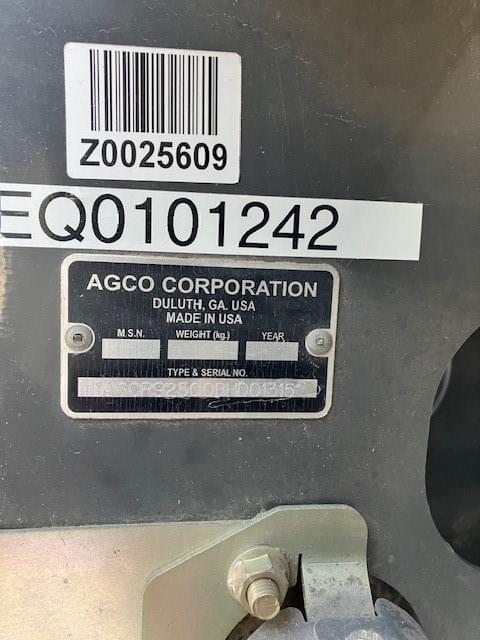 Z0025609
EQ0101242
AGCO CORPORATION
DULUTH, GA. USA
MADE IN USA
M.S.N. WEIGHT (kg.) YEAR
TYPE & SERIAL NO.